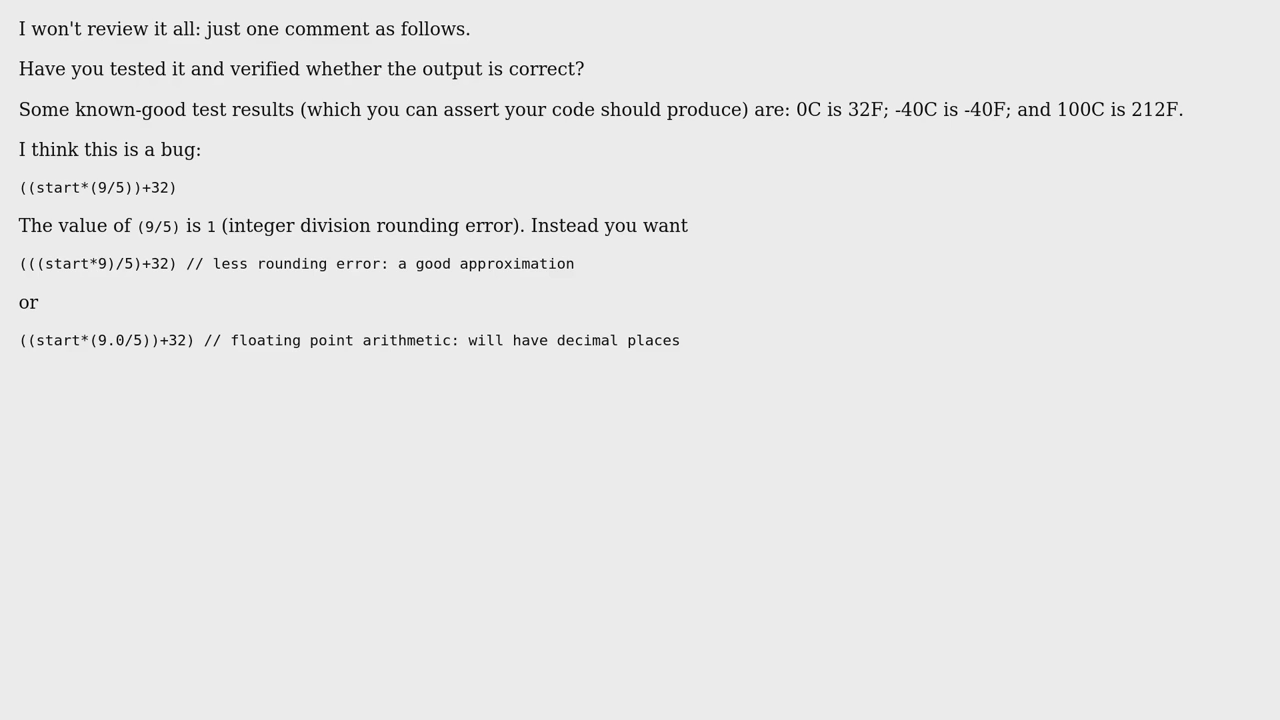 I won't review it all: just one comment as follows.
Have you tested it and verified whether the output is correct?
Some known-good test results (which you can assert your code should produce) are: 0C is 32F; -40C is -40F; and 100C is 212F.
I think this is a bug:
((start*(9/5))+32)
The value of (9/5) is 1 (integer division rounding error). Instead you want
(((start*9)/5)+32) // less rounding error: a good approximation
or
((start*(9.0/5))+32) // floating point arithmetic: will have decimal places